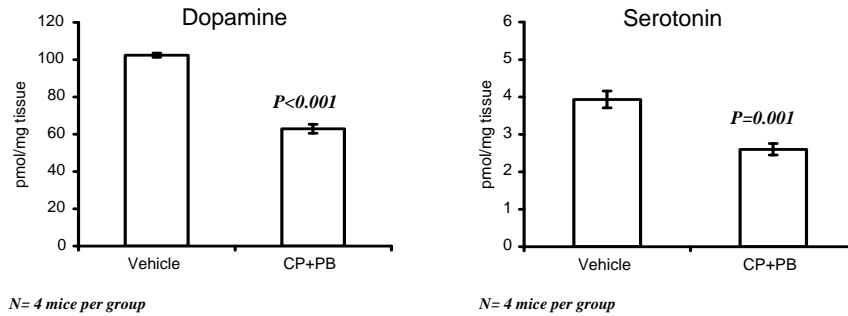 Dopamine
pmol/mg tissue
120
100
80
60
40
20
0
P<0.001
Vehicle
CP+PB
N= 4 mice per group
Serotonin
pmol/mg tissue
6
5
4
3
2
1
0
P=0.001
Vehicle
CP+PB
N= 4 mice per group